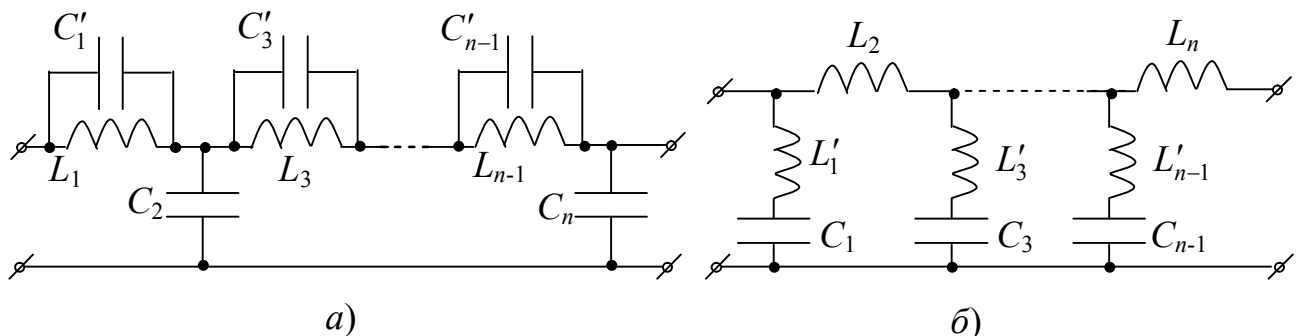 C′₁ C′₃ C′ₙ₋₁
L₁ L₃ Lₙ₋₁
C₂ Cₙ
а)
L₂ Lₙ
L′₁ L′₃ L′ₙ₋₁
C₁ C₃ Cₙ₋₁
б)